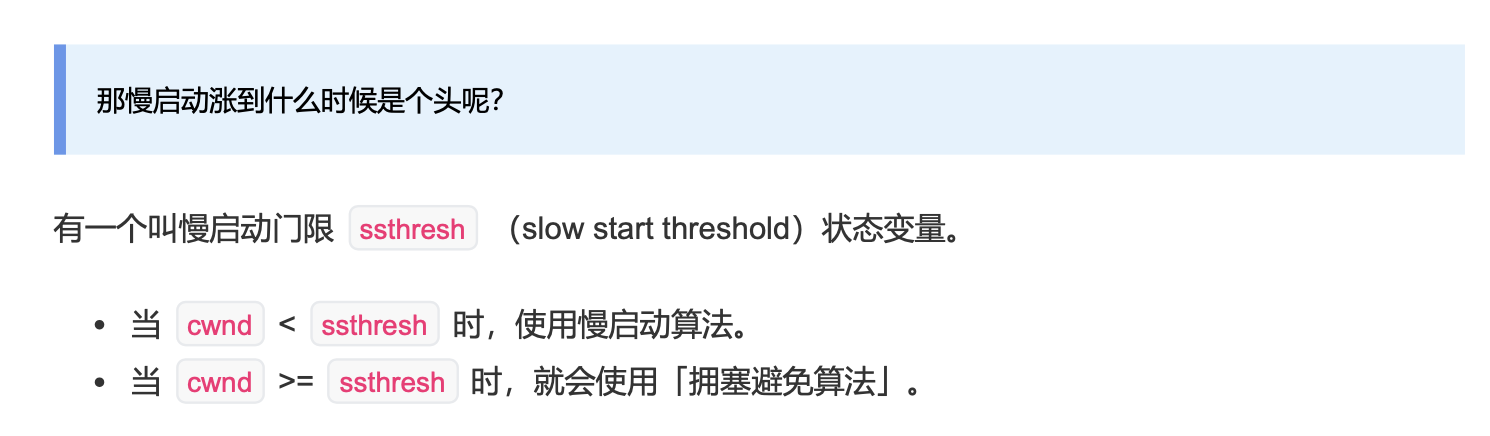 那慢启动涨到什么时候是个头呢？
有一个叫慢启动门限 ssthresh （slow start threshold）状态变量。
• 当 cwnd < ssthresh 时，使用慢启动算法。
• 当 cwnd >= ssthresh 时，就会使用「拥塞避免算法」。